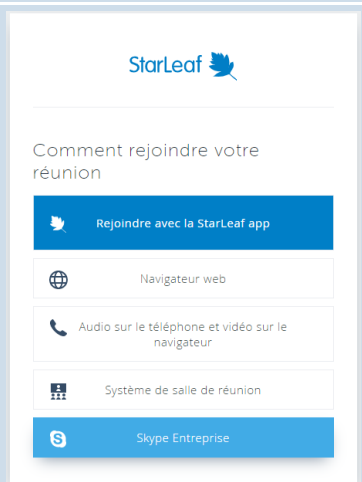 StarLeaf
Comment rejoindre votre
réunion
Rejoindre avec la StarLeaf app
Navigateur web
Audio sur le téléphone et vidéo sur le
navigateur
Système de salle de réunion
Skype Entreprise